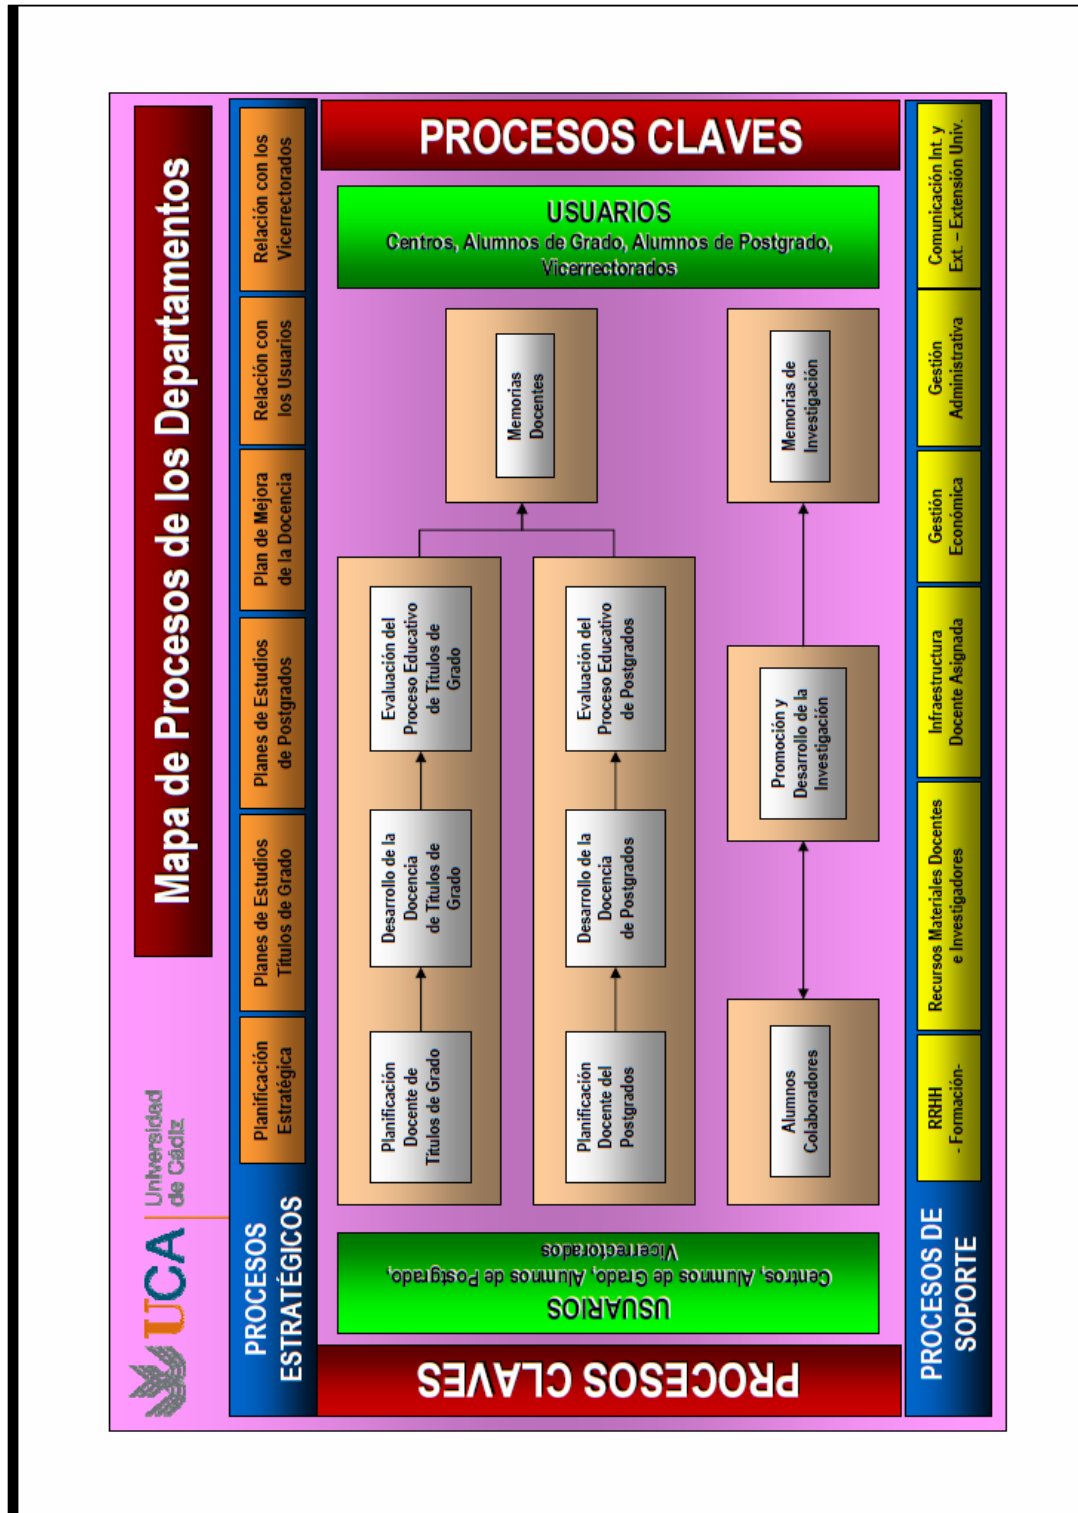 UCA
Universidad
de Cádiz
Mapa de Procesos de los Departamentos
PROCESOS
ESTRATÉGICOS
Planificación
Estratégica
Planes de Estudios
Títulos de Grado
Planes de Estudios
de Postgrados
Plan de Mejora
de la Docencia
Relación con
los Usuarios
Relación con los
Vicerrectorados
PROCESOS CLAVES
USUARIOS
Centros, Alumnos de Grado, Alumnos de Postgrado,
Vicerrectorados
Planificación
Docente de
Títulos de Grado
Desarrollo de la
Docencia
de Títulos de
Grado
Evaluación del
Proceso Educativo
de Títulos de
Grado
Planificación
Docente del
Postgrados
Desarrollo de la
Docencia
de Postgrados
Evaluación del
Proceso Educativo
de Postgrados
Memorias
Docentes
Alumnos
Colaboradores
Promoción y
Desarrollo de la
Investigación
Memorias de
Investigación
USUARIOS
Centros, Alumnos de Grado, Alumnos de Postgrado,
Vicerrectorados
PROCESOS CLAVES
PROCESOS DE
SOPORTE
RRHH
- Formación-
Recursos Materiales Docentes
e Investigadores
Infraestructura
Docente Asignada
Gestión
Económica
Gestión
Administrativa
Comunicación Int. y
Ext. – Extensión Univ.